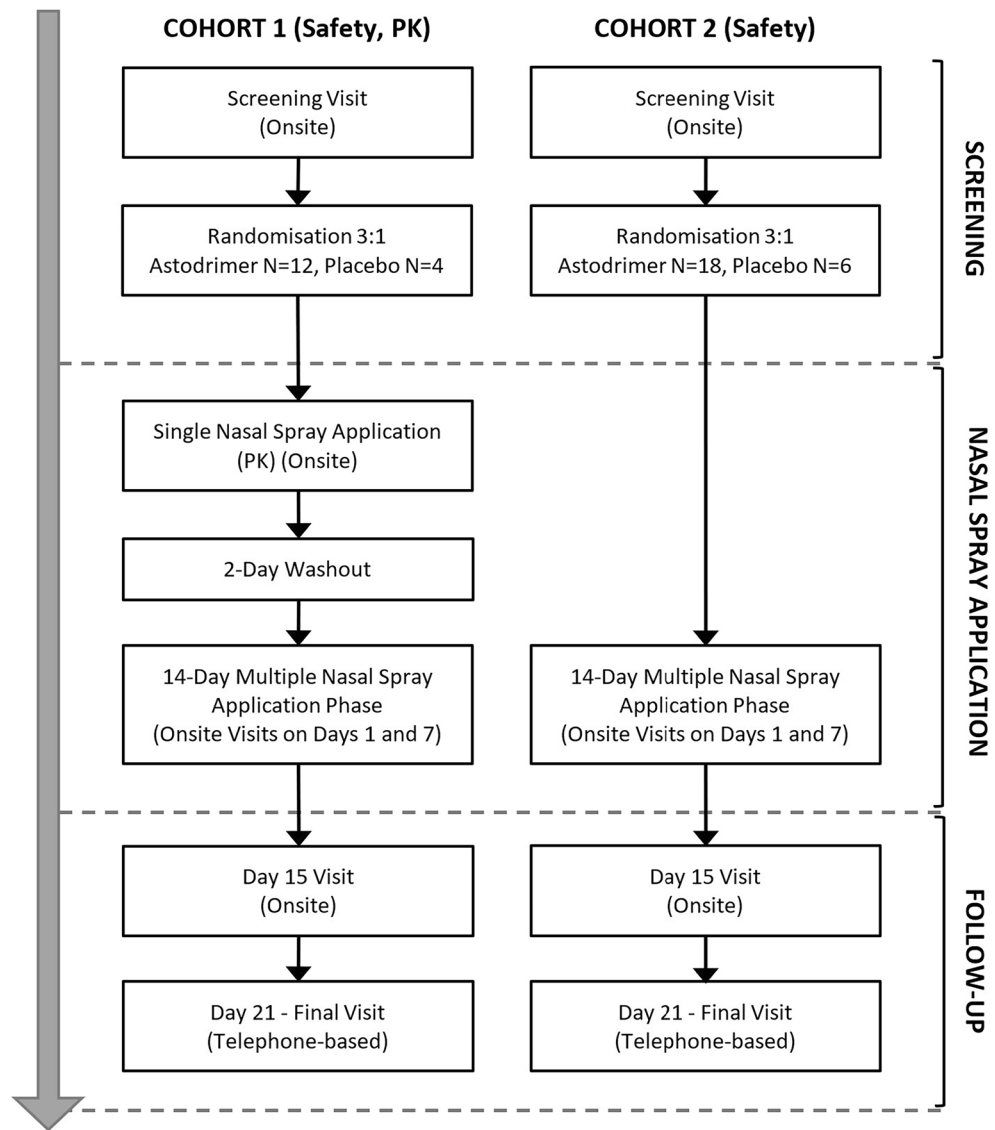 COHORT 1 (Safety, PK)
Screening Visit
(Onsite)
Randomisation 3:1
Astodrimer N=12, Placebo N=4
Single Nasal Spray Application
(PK) (Onsite)
2-Day Washout
14-Day Multiple Nasal Spray
Application Phase
(Onsite Visits on Days 1 and 7)
Day 15 Visit
(Onsite)
Day 21 - Final Visit
(Telephone-based)
COHORT 2 (Safety)
Screening Visit
(Onsite)
Randomisation 3:1
Astodrimer N=18, Placebo N=6
14-Day Multiple Nasal Spray
Application Phase
(Onsite Visits on Days 1 and 7)
Day 15 Visit
(Onsite)
Day 21 - Final Visit
(Telephone-based)
SCREENING
NASAL SPRAY APPLICATION
FOLLOW-UP